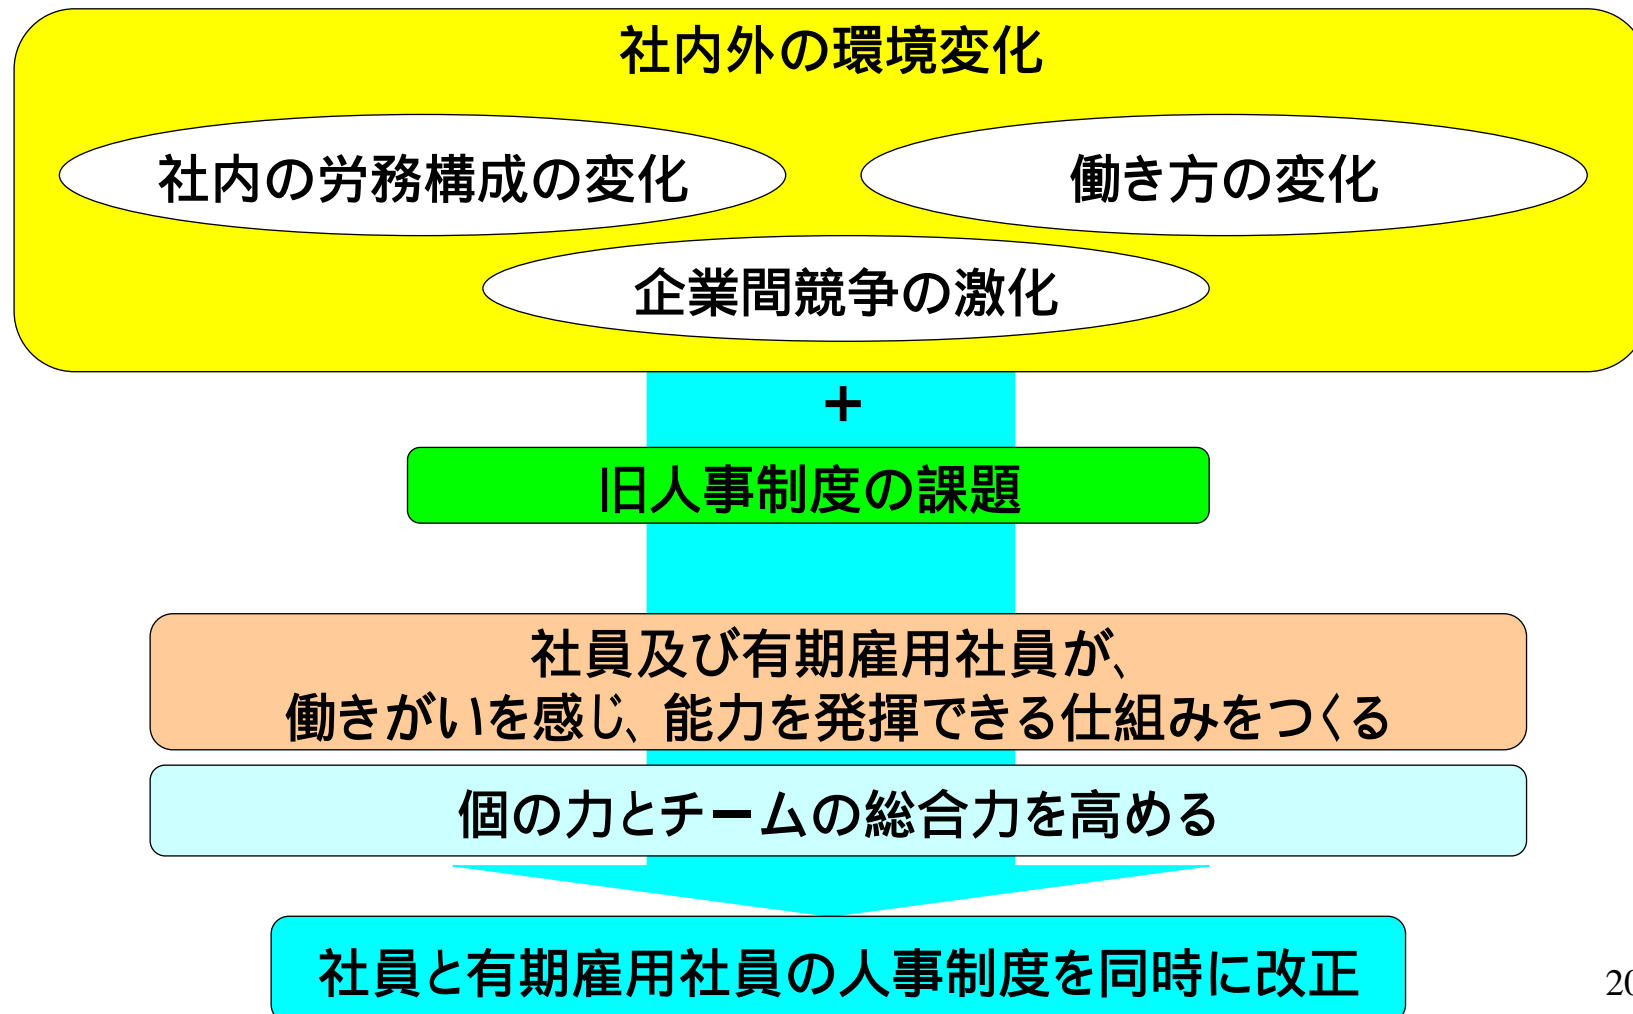 社内外の環境変化
社内の労務構成の変化
働き方の変化
企業間競争の激化
+
旧人事制度の課題
社員及び有期雇用社員が、
働きがいを感じ、能力を発揮できる仕組みをつくる
個の力とチームの総合力を高める
社員と有期雇用社員の人事制度を同時に改正
20